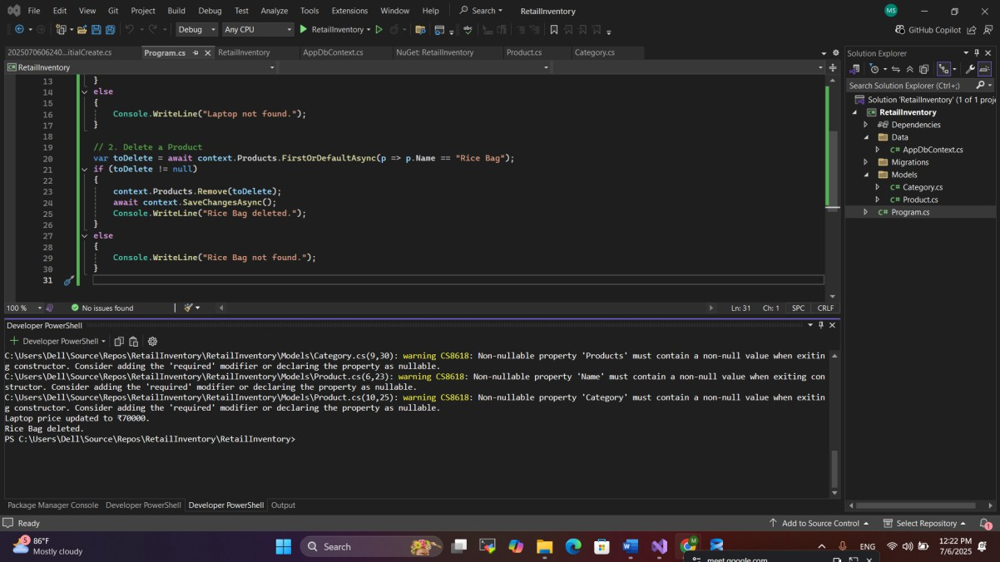 File Edit View Git Project Build Debug Test Analyze Tools Extensions Window Help Search RetailInventory MS
Debug Any CPU RetailInventory GitHub Copilot
2025070606240...itialCreate.cs Program.cs RetailInventory AppDbContext.cs NuGet: RetailInventory Product.cs Category.cs
RetailInventory
13 }
14 else
15 {
16 Console.WriteLine("Laptop not found.");
17 }
18
19 // 2. Delete a Product
20 var toDelete = await context.Products.FirstOrDefaultAsync(p => p.Name == "Rice Bag");
21 if (toDelete != null)
22 {
23 context.Products.Remove(toDelete);
24 await context.SaveChangesAsync();
25 Console.WriteLine("Rice Bag deleted.");
26 }
27 else
28 {
29 Console.WriteLine("Rice Bag not found.");
30 }
31
100 % No issues found Ln: 31 Ch: 1 SPC CRLF
Solution Explorer
Search Solution Explorer (Ctrl+;)
Solution 'RetailInventory' (1 of 1 proje
RetailInventory
Dependencies
Data
C# AppDbContext.cs
Migrations
Models
C# Category.cs
C# Product.cs
C# Program.cs
Developer PowerShell
Developer PowerShell
C:\Users\Dell\Source\Repos\RetailInventory\RetailInventory\Models\Category.cs(9,30): warning CS8618: Non-nullable property 'Products' must contain a non-null value when exitin
g constructor. Consider adding the 'required' modifier or declaring the property as nullable.
C:\Users\Dell\Source\Repos\RetailInventory\RetailInventory\Models\Product.cs(6,23): warning CS8618: Non-nullable property 'Name' must contain a non-null value when exiting con
structor. Consider adding the 'required' modifier or declaring the property as nullable.
C:\Users\Dell\Source\Repos\RetailInventory\RetailInventory\Models\Product.cs(10,25): warning CS8618: Non-nullable property 'Category' must contain a non-null value when exitin
g constructor. Consider adding the 'required' modifier or declaring the property as nullable.
Laptop price updated to ₹70000.
Rice Bag deleted.
PS C:\Users\Dell\Source\Repos\RetailInventory\RetailInventory>
Package Manager Console Developer PowerShell Developer PowerShell Output
Ready Add to Source Control Select Repository 1
5 86°F
Mostly cloudy
Search
M
ENG
12:22 PM
7/6/2025
meet.google.com